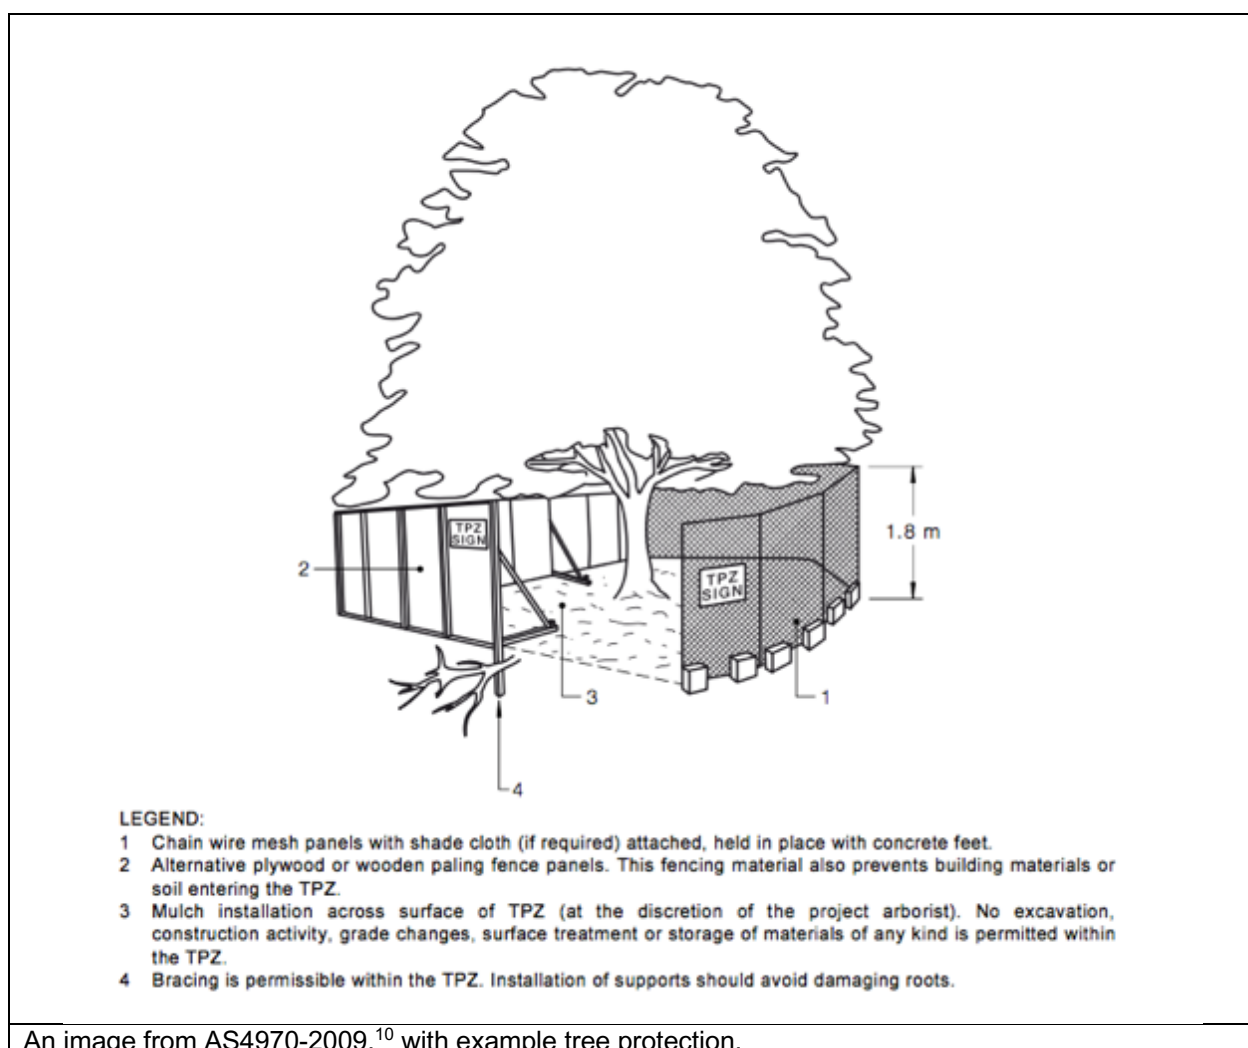 TPZ
SIGN
1.8 m
2
TPZ
SIGN
3
1
4
LEGEND:
1 Chain wire mesh panels with shade cloth (if required) attached, held in place with concrete feet.
2 Alternative plywood or wooden paling fence panels. This fencing material also prevents building materials or
soil entering the TPZ.
3 Mulch installation across surface of TPZ (at the discretion of the project arborist). No excavation,
construction activity, grade changes, surface treatment or storage of materials of any kind is permitted within
the TPZ.
4 Bracing is permissible within the TPZ. Installation of supports should avoid damaging roots.
An image from AS4970-2009,¹⁰ with example tree protection.